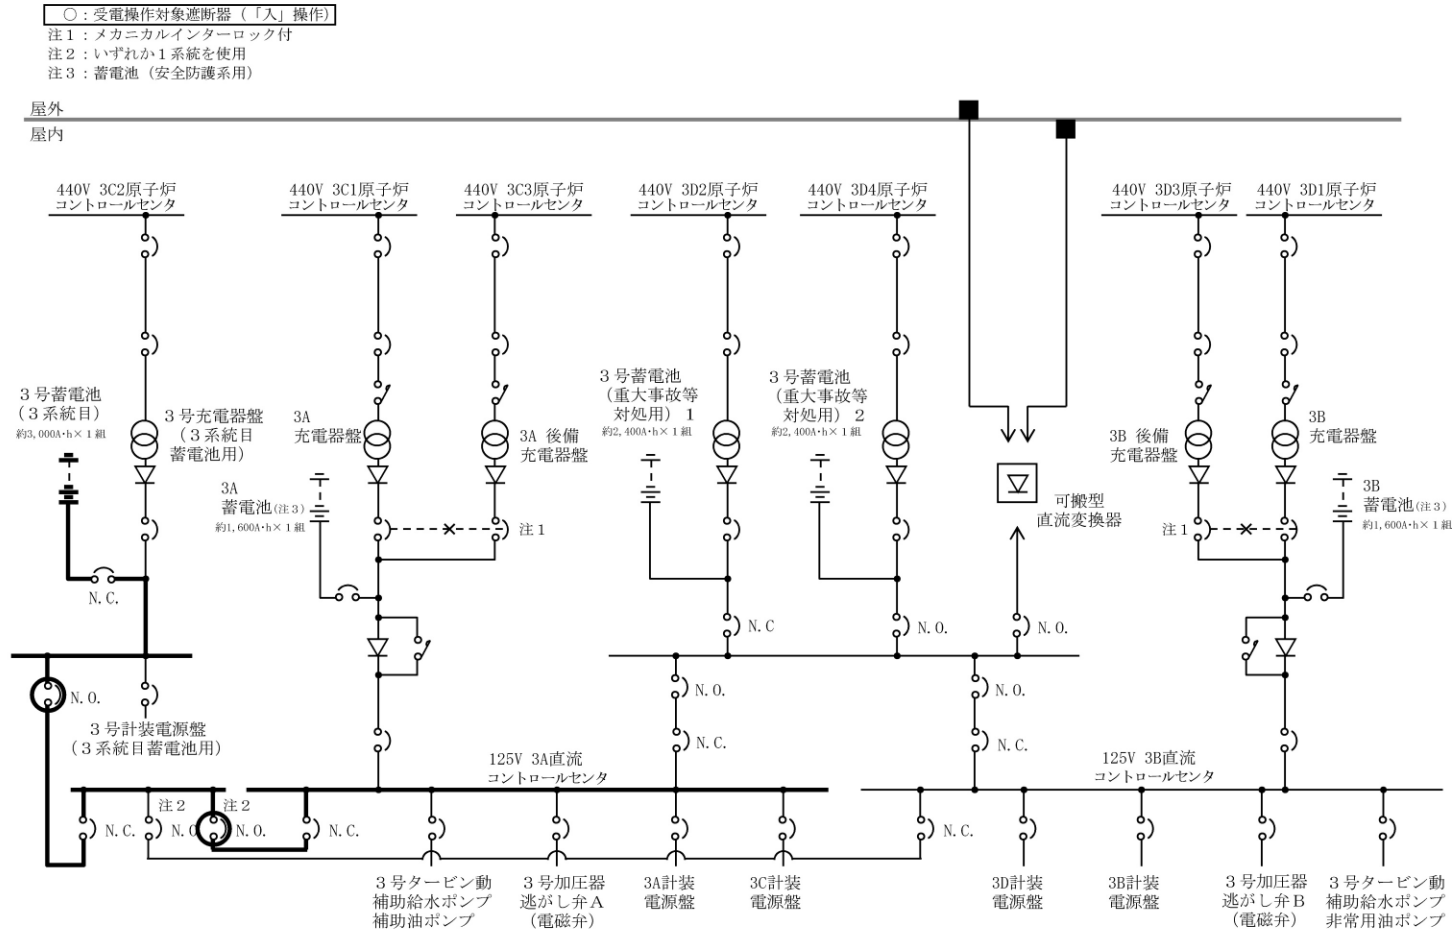 ○：受電操作対象遮断器（「入」操作）
注１：メカニカルインターロック付
注２：いずれか１系統を使用
注３：蓄電池（安全防護系用）
屋外
屋内
440V 3C2原子炉
コントロールセンタ
440V 3C1原子炉
コントロールセンタ
440V 3C3原子炉
コントロールセンタ
440V 3D2原子炉
コントロールセンタ
440V 3D4原子炉
コントロールセンタ
440V 3D3原子炉
コントロールセンタ
440V 3D1原子炉
コントロールセンタ
３号蓄電池
（３系統目）
約3,000A･h×１組
３号充電器盤
（３系統目
蓄電池用）
3A
充電器盤
3A 後備
充電器盤
3A
蓄電池(注３)
約1,600A･h×１組
注１
３号蓄電池
（重大事故等
対処用）１
約2,400A･h×１組
３号蓄電池
（重大事故等
対処用）２
約2,400A･h×１組
可搬型
直流変換器
3B 後備
充電器盤
3B
充電器盤
注１
3B
蓄電池(注３)
約1,600A･h×１組
N.C.
N.C
N.O.
N.O.
N.O.
３号計装電源盤
（３系統目蓄電池用）
N.O.
N.C.
N.O.
N.C.
125V 3A直流
コントロールセンタ
125V 3B直流
コントロールセンタ
注２
注２
N.C.
N.O
N.O.
N.C.
N.C.
３号タービン動
補助給水ポンプ
補助油ポンプ
３号加圧器
逃がし弁Ａ
（電磁弁）
3A計装
電源盤
3C計装
電源盤
3D計装
電源盤
3B計装
電源盤
３号加圧器
逃がし弁Ｂ
（電磁弁）
３号タービン動
補助給水ポンプ
非常用油ポンプ